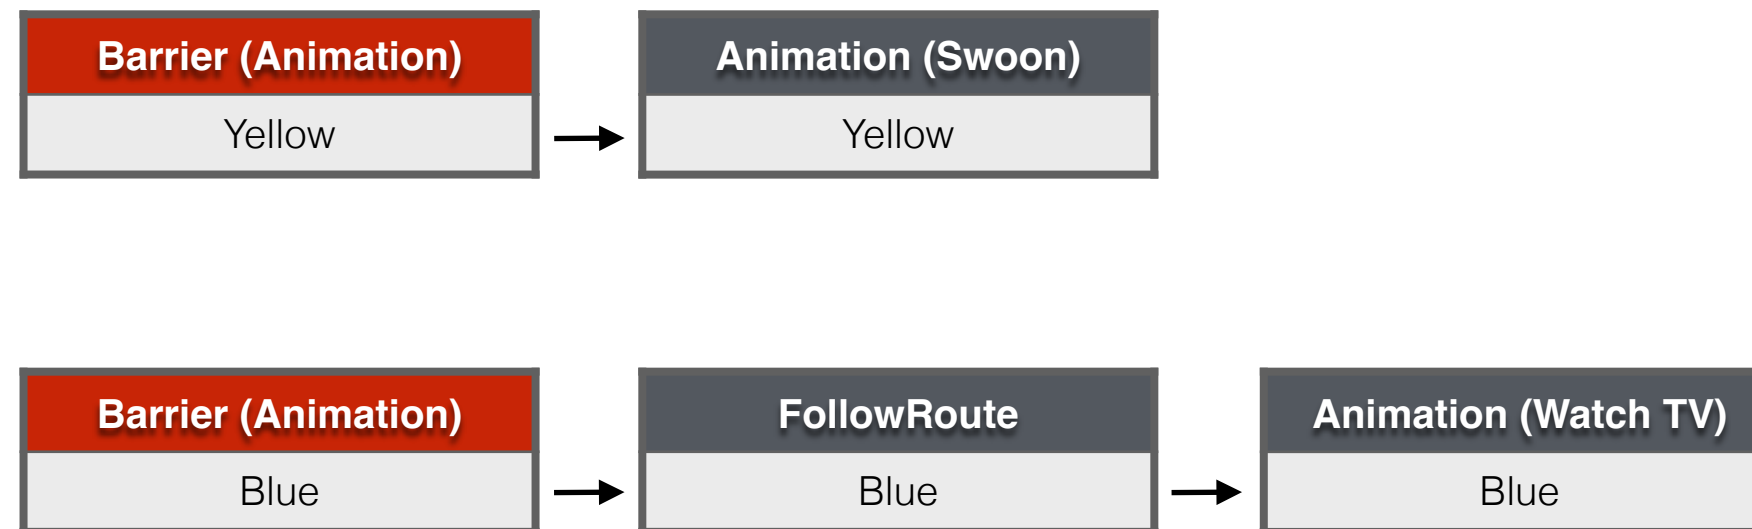 Barrier (Animation)
Yellow
Animation (Swoon)
Yellow
Barrier (Animation)
Blue
FollowRoute
Blue
Animation (Watch TV)
Blue